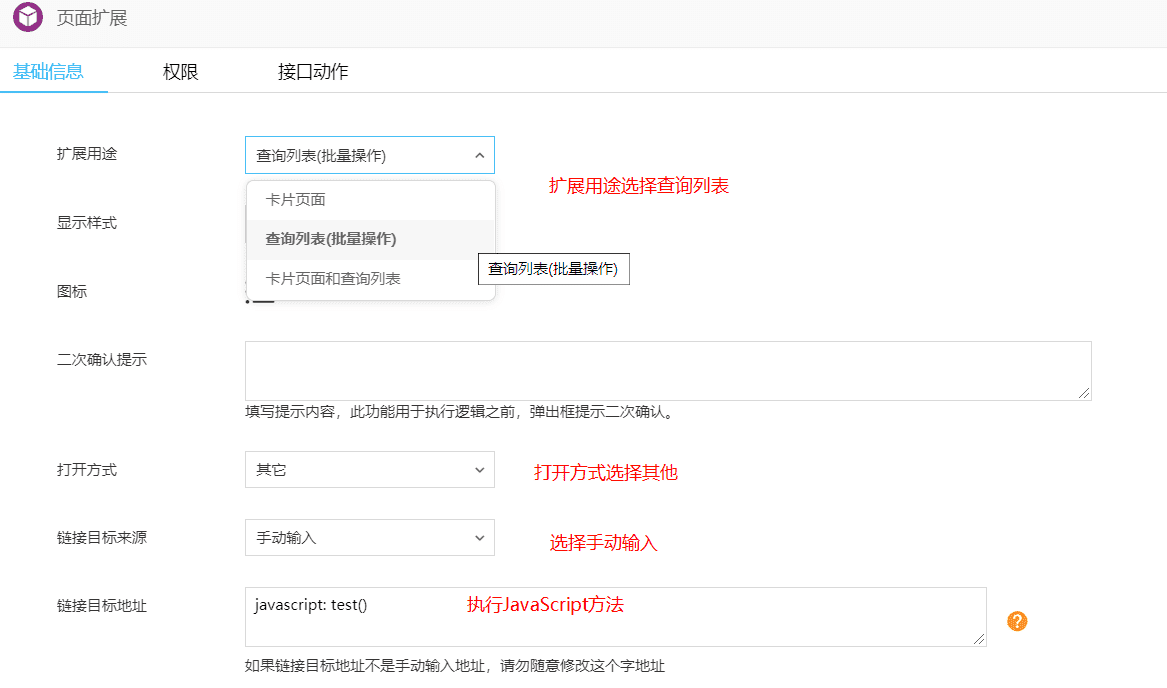 页面扩展
基础信息 权限 接口动作
扩展用途 查询列表(批量操作)
扩展用途选择查询列表
卡片页面
显示样式
查询列表(批量操作)
查询列表(批量操作)
卡片页面和查询列表
图标
二次确认提示
填写提示内容，此功能用于执行逻辑之前，弹出框提示二次确认。
打开方式 其它 打开方式选择其他
链接目标来源 手动输入 选择手动输入
链接目标地址 javascript: test() 执行JavaScript方法
?
如果链接目标地址不是手动输入地址，请勿随意修改这个字地址